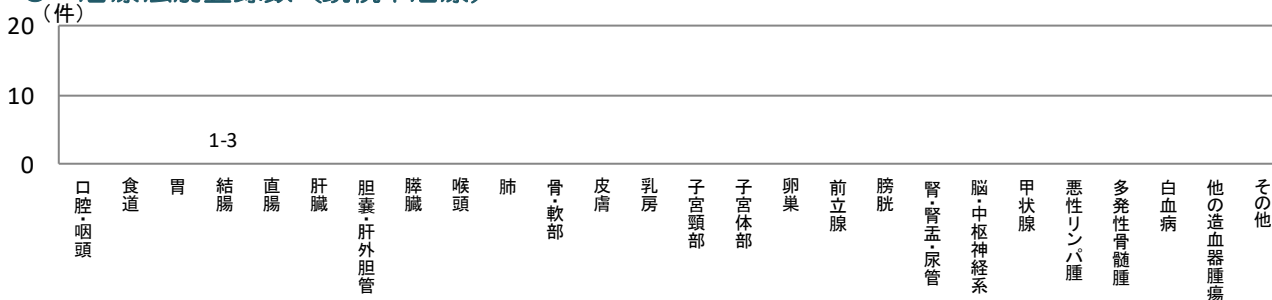 (件)
20
10
0
1-3
口腔・咽頭
食道
胃
結腸
直腸
肝臓
胆嚢・肝外胆管
膵臓
喉頭
肺
骨・軟部
皮膚
乳房
子宮頸部
子宮体部
卵巣
前立腺
膀胱
腎・腎盂・尿管
脳・中枢神経系
甲状腺
悪性リンパ腫
多発性骨髄腫
白血病
他の造血器腫瘍
その他